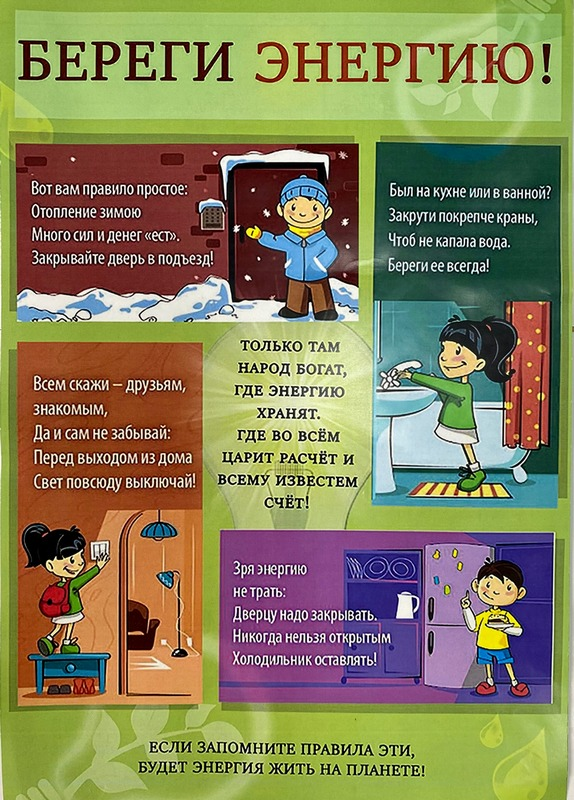 БЕРЕГИ ЭНЕРГИЮ!
Вот вам правило простое:
Отопление зимою
Много сил и денег «ест».
Закрывайте дверь в подъезд!
Был на кухне или в ванной?
Закрути покрепче краны,
Чтоб не капала вода.
Береги ее всегда!
ТОЛЬКО ТАМ
НАРОД БОГАТ,
ГДЕ ЭНЕРГИЮ
ХРАНЯТ.
ГДЕ ВО ВСЁМ
ЦАРИТ РАСЧЁТ И
ВСЕМУ ИЗВЕСТЕМ
СЧЁТ!
Всем скажи – друзьям,
знакомым,
Да и сам не забывай:
Перед выходом из дома
Свет повсюду выключай!
Зря энергию
не трать:
Дверцу надо закрывать.
Никогда нельзя открытым
Холодильник оставлять!
ЕСЛИ ЗАПОМНИТЕ ПРАВИЛА ЭТИ,
БУДЕТ ЭНЕРГИЯ ЖИТЬ НА ПЛАНЕТЕ!